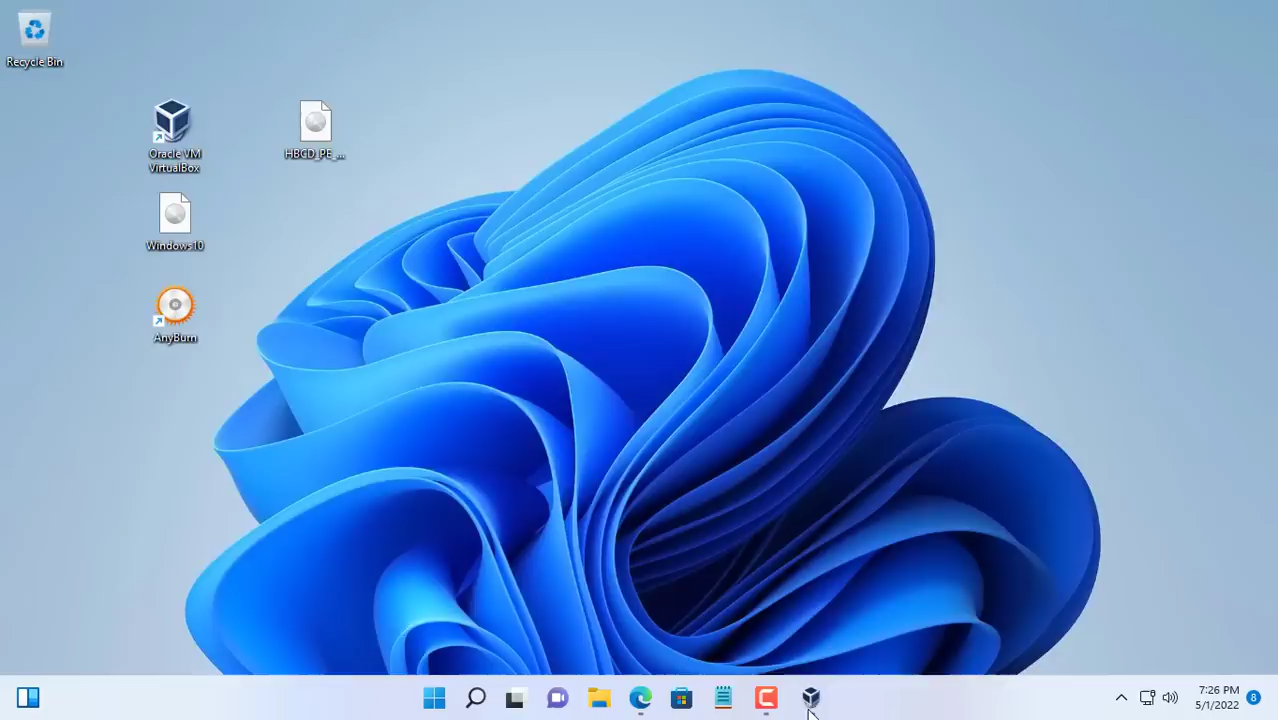 Recycle Bin
Oracle VM
VirtualBox
HBCD_PE_...
Windows10
AnyBurn
7:26 PM
5/1/2022
8